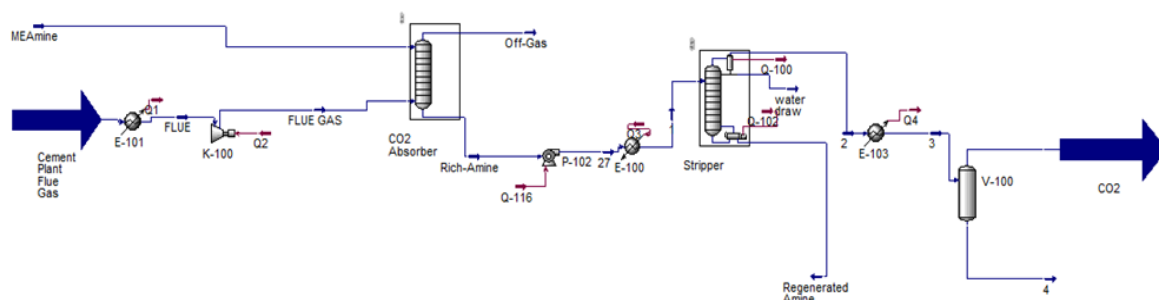 MEAmine
Off-Gas
Q-100
water
draw
Q-102
Q1
FLUE
E-101
K-100
Q2
FLUE GAS
CO2
Absorber
Rich-Amine
P-102
27
Q3
E-100
1
Q-116
Stripper
2
E-103
Q4
3
V-100
CO2
4
Cement
Plant
Flue
Gas
Regenerated
Amine